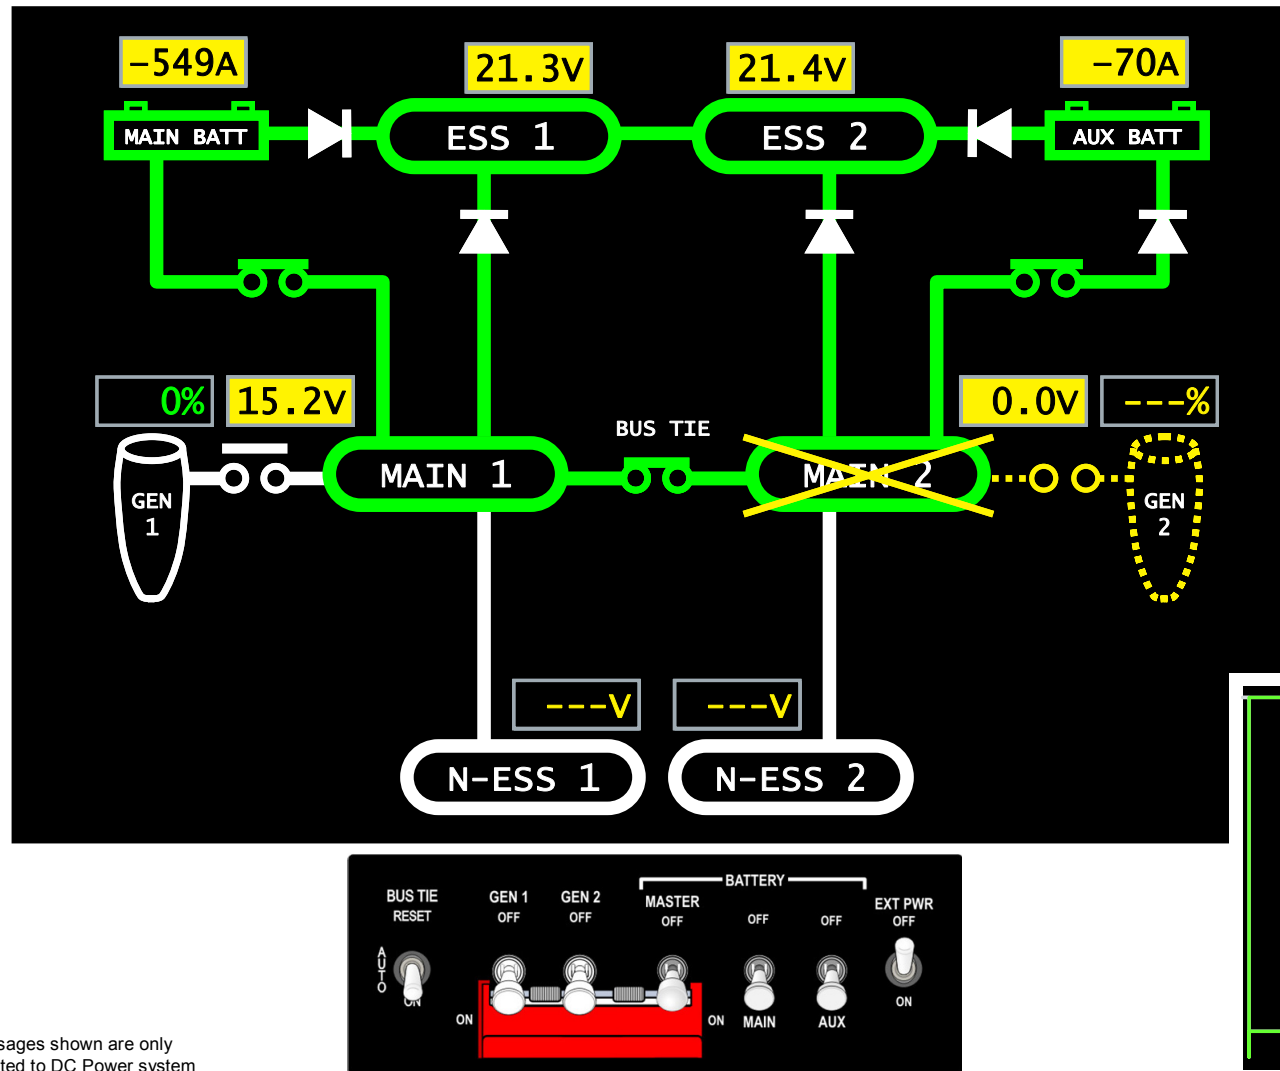 -549A
21.3V
21.4V
-70A
MAIN BATT
ESS 1
ESS 2
AUX BATT
0%
15.2V
0.0V
---%
BUS TIE
GEN
1
MAIN 1
MAIN 2
GEN
2
---V
---V
N-ESS 1
N-ESS 2
BATTERY
BUS TIE
RESET
GEN 1
OFF
GEN 2
OFF
MASTER
OFF
OFF
OFF
EXT PWR
OFF
AUTO
ON
ON
ON
MAIN
AUX
ON
sages shown are only
ted to DC Power system